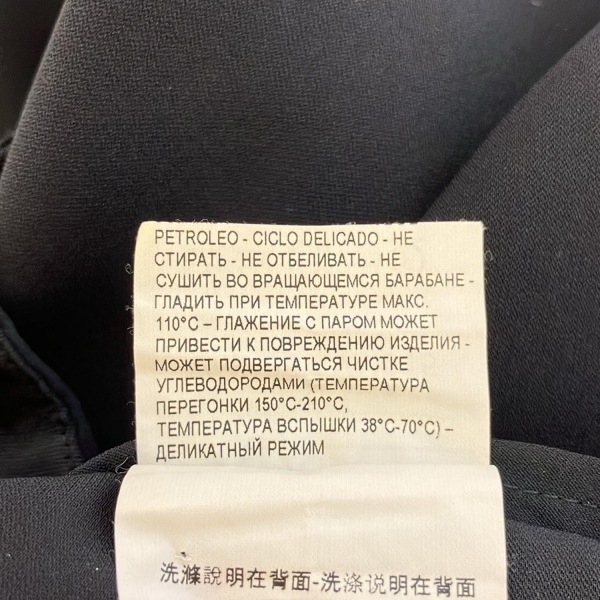 PETROLEO - CICLO DELICADO - НЕ
СТИРАТЬ - НЕ ОТБЕЛИВАТЬ - НЕ
СУШИТЬ ВО ВРАЩАЮЩЕМСЯ БАРАБАНЕ -
ГЛАДИТЬ ПРИ ТЕМПЕРАТУРЕ МАКС.
110°C – ГЛАЖЕНИЕ С ПАРОМ МОЖЕТ
ПРИВЕСТИ К ПОВРЕЖДЕНИЮ ИЗДЕЛИЯ -
МОЖЕТ ПОДВЕРГАТЬСЯ ЧИСТКЕ
УГЛЕВОДОРОДАМИ (ТЕМПЕРАТУРА
ПЕРЕГОНКИ 150°C-210°C,
ТЕМПЕРАТУРА ВСПЫШКИ 38°C-70°C) –
ДЕЛИКАТНЫЙ РЕЖИМ
洗滌說明在背面-洗涤说明在背面